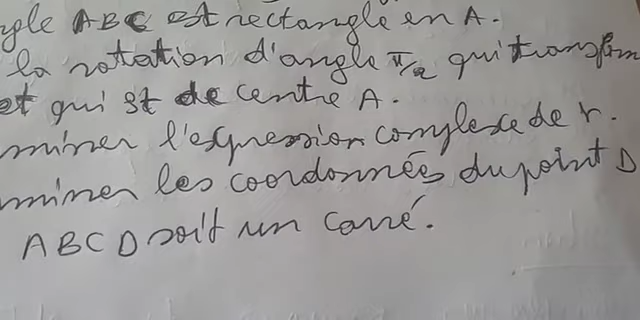 gle ABC est rectangle en A.
la rotation d'angle π/2 qui transfom
et qui est de centre A.
miner l'expression complexe de r.
miner les coordonnées du point D
ABCD soit un carré.